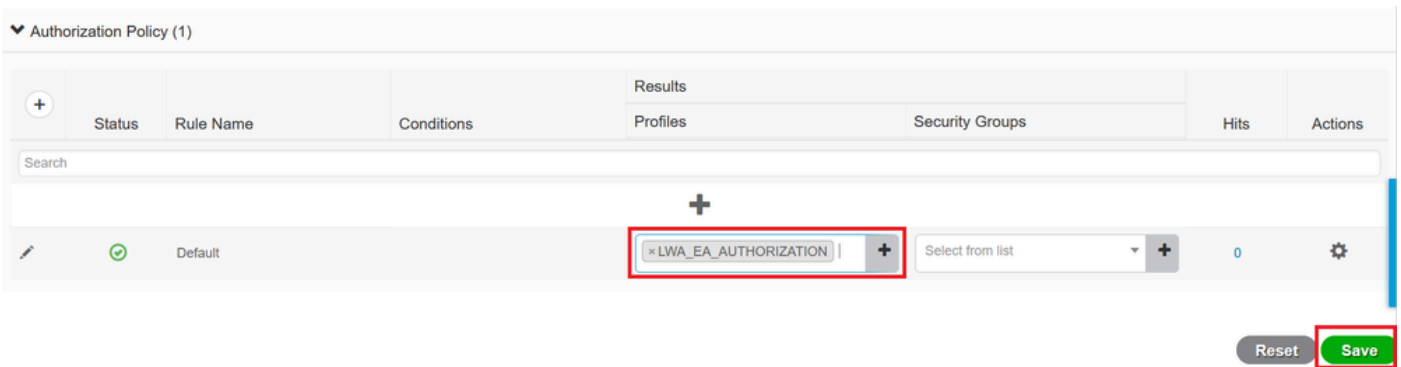 Authorization Policy (1)
Results
Status Rule Name Conditions Profiles Security Groups Hits Actions
Search
Default ×LWA_EA_AUTHORIZATION Select from list 0
Reset Save